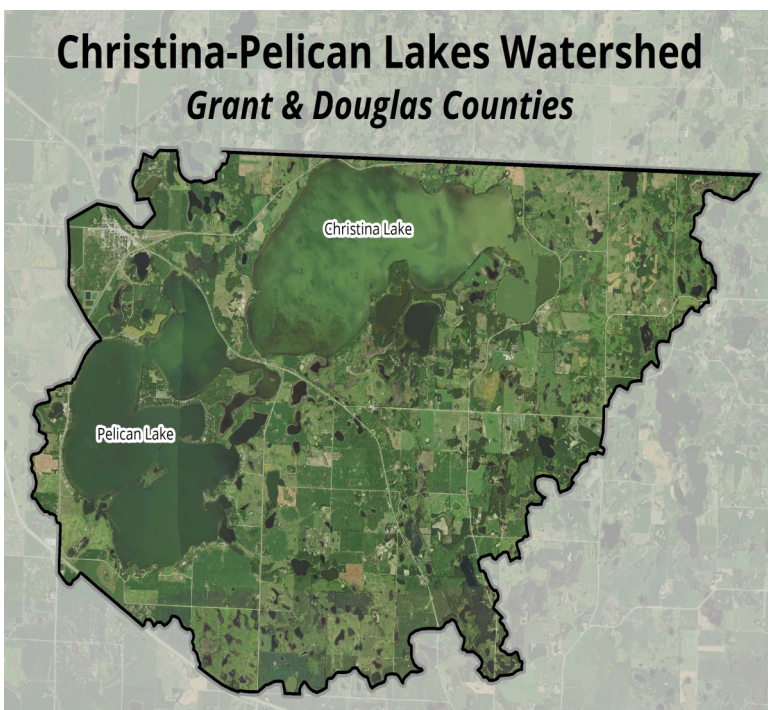 Christina-Pelican Lakes Watershed
Grant & Douglas Counties
Christina Lake
Pelican Lake